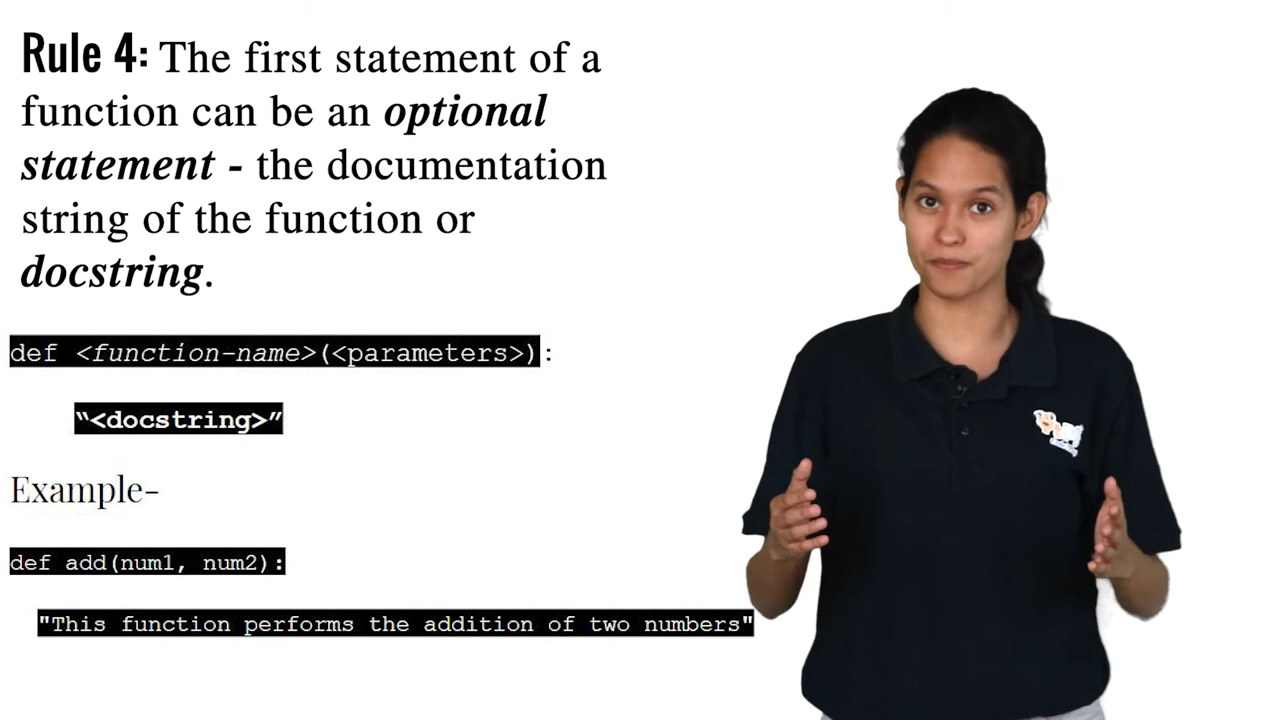 Rule 4: The first statement of a
function can be an optional
statement - the documentation
string of the function or
docstring.
def <function-name>(<parameters>):
“<docstring>”
Example-
def add(num1, num2):
"This function performs the addition of two numbers"